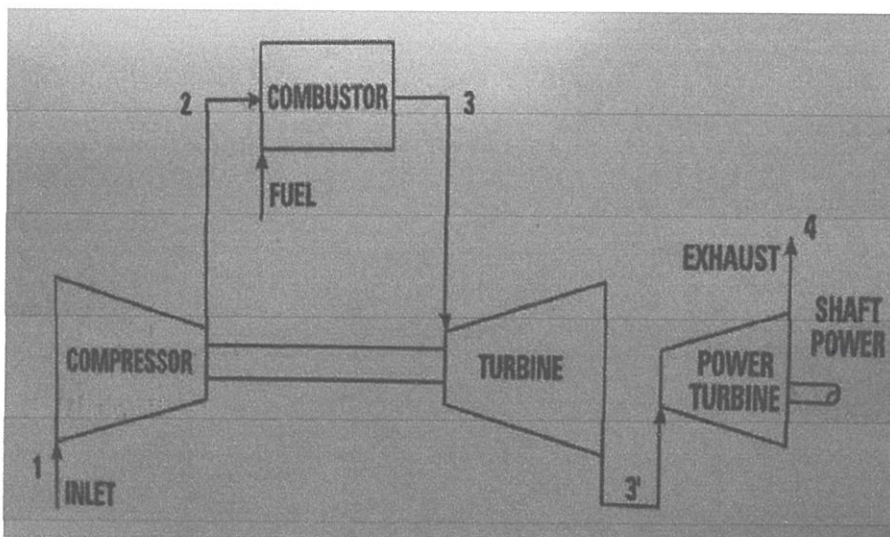 2
COMBUSTOR
3
FUEL
4
EXHAUST
SHAFT
POWER
COMPRESSOR
TURBINE
POWER
TURBINE
1
INLET
3'